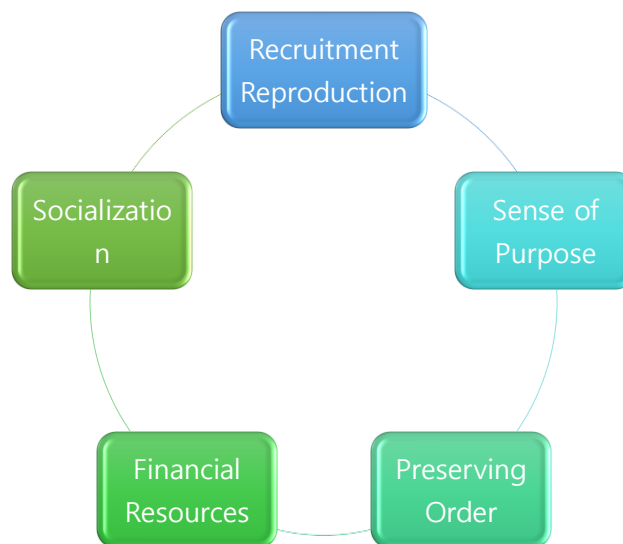 Recruitment
Reproduction
Sense of
Purpose
Preserving
Order
Financial
Resources
Socializatio
n